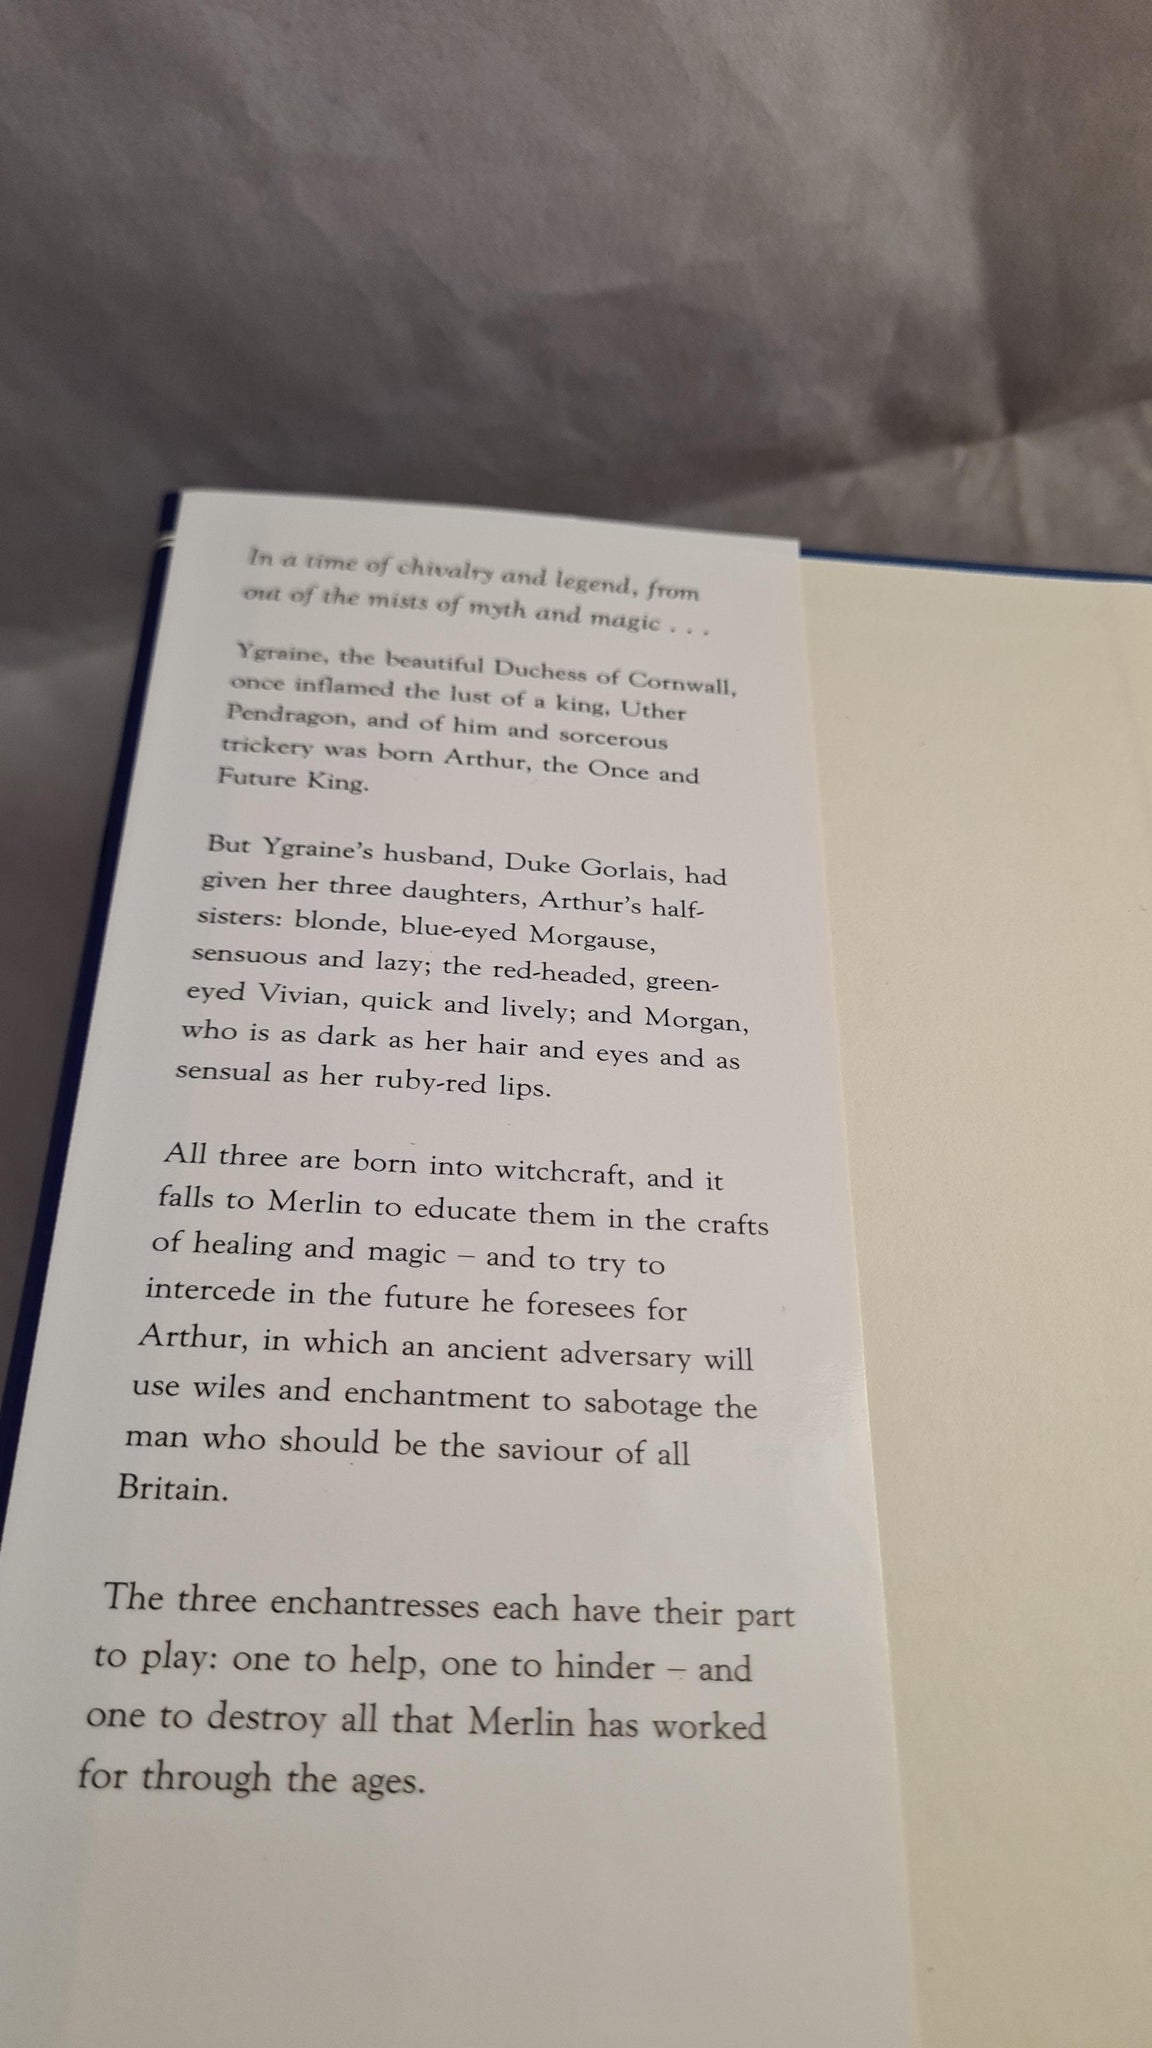 In a time of chivalry and legend, from
out of the mists of myth and magic . . .
Ygraine, the beautiful Duchess of Cornwall,
once inflamed the lust of a king, Uther
Pendragon, and of him and sorcerous
trickery was born Arthur, the Once and
Future King.
But Ygraine's husband, Duke Gorlais, had
given her three daughters, Arthur's half-
sisters: blonde, blue-eyed Morgause,
sensuous and lazy; the red-headed, green-
eyed Vivian, quick and lively; and Morgan,
who is as dark as her hair and eyes and as
sensual as her ruby-red lips.
All three are born into witchcraft, and it
falls to Merlin to educate them in the crafts
of healing and magic – and to try to
intercede in the future he foresees for
Arthur, in which an ancient adversary will
use wiles and enchantment to sabotage the
man who should be the saviour of all
Britain.
The three enchantresses each have their part
to play: one to help, one to hinder – and
one to destroy all that Merlin has worked
for through the ages.